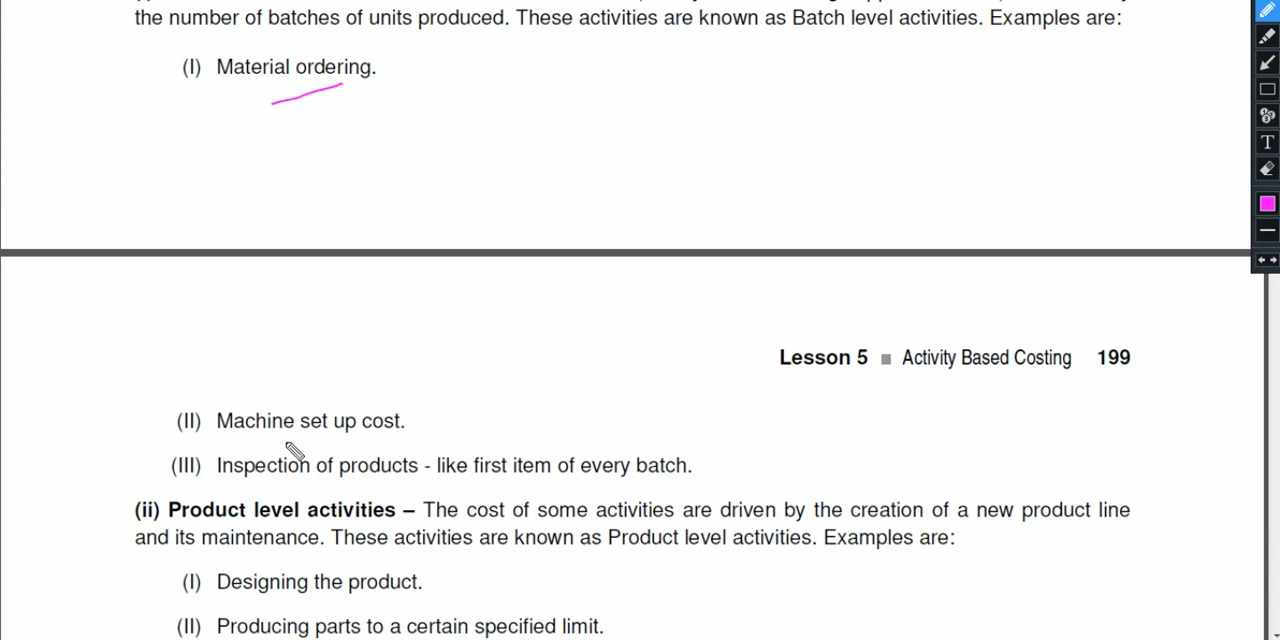 the number of batches of units produced. These activities are known as Batch level activities. Examples are:
(I) Material ordering.
Lesson 5 ■ Activity Based Costing 199
(II) Machine set up cost.
(III) Inspection of products - like first item of every batch.
(ii) Product level activities – The cost of some activities are driven by the creation of a new product line
and its maintenance. These activities are known as Product level activities. Examples are:
(I) Designing the product.
(II) Producing parts to a certain specified limit.
T